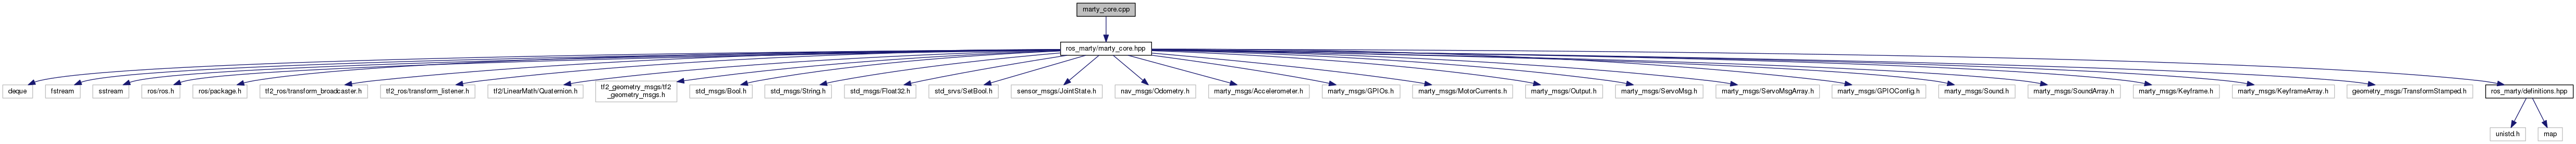 marty_core.cpp
ros_marty/marty_core.hpp
deque
fstream
sstream
ros/ros.h
ros/package.h
tf2_ros/transform_broadcaster.h
tf2_ros/transform_listener.h
tf2/LinearMath/Quaternion.h
tf2_geometry_msgs/tf2
_geometry_msgs.h
std_msgs/Bool.h
std_msgs/String.h
std_msgs/Float32.h
std_srvs/SetBool.h
sensor_msgs/JointState.h
nav_msgs/Odometry.h
marty_msgs/Accelerometer.h
marty_msgs/GPIOs.h
marty_msgs/MotorCurrents.h
marty_msgs/Output.h
marty_msgs/ServoMsg.h
marty_msgs/ServoMsgArray.h
marty_msgs/GPIOConfig.h
marty_msgs/Sound.h
marty_msgs/SoundArray.h
marty_msgs/Keyframe.h
marty_msgs/KeyframeArray.h
geometry_msgs/TransformStamped.h
ros_marty/definitions.hpp
unistd.h
map